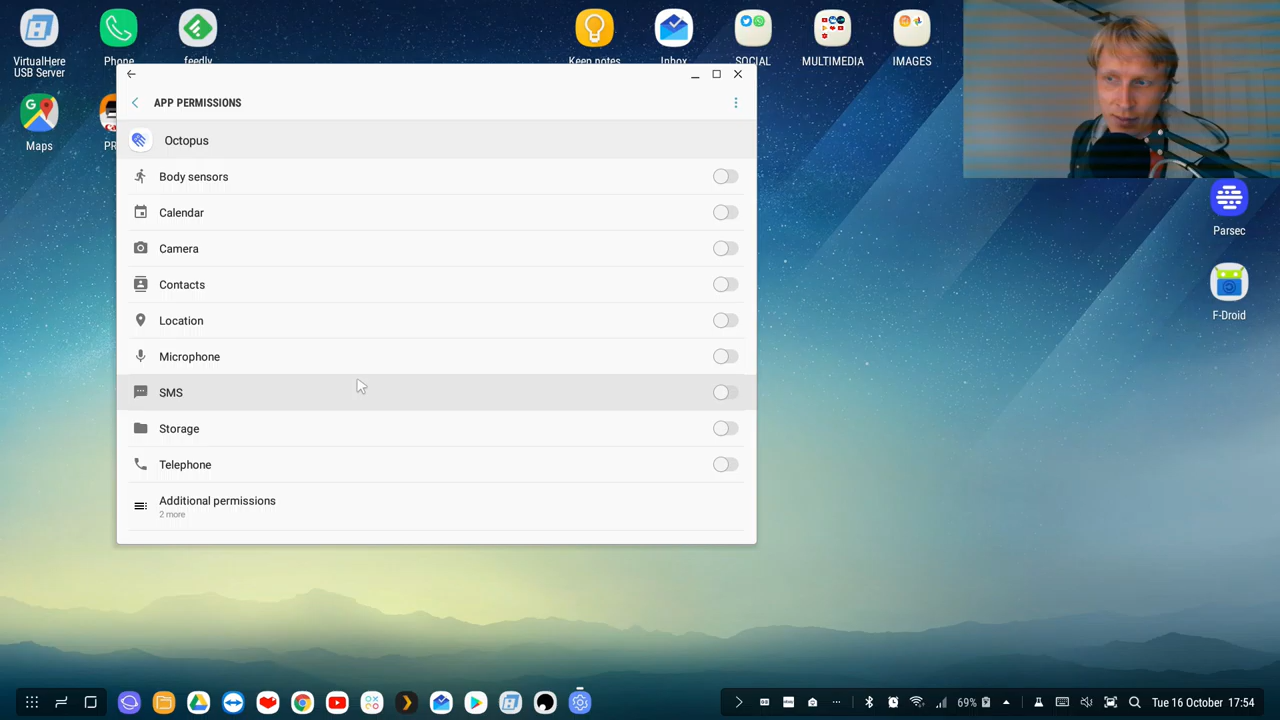 VirtualHere
USB Server
Phone
feedly
Keep notes
Inbox
SOCIAL
MULTIMEDIA
IMAGES
Maps
PR
APP PERMISSIONS
Octopus
Body sensors
Calendar
Camera
Contacts
Location
Microphone
SMS
Storage
Telephone
Additional permissions
2 more
Parsec
F-Droid
69%
Tue 16 October
17:54